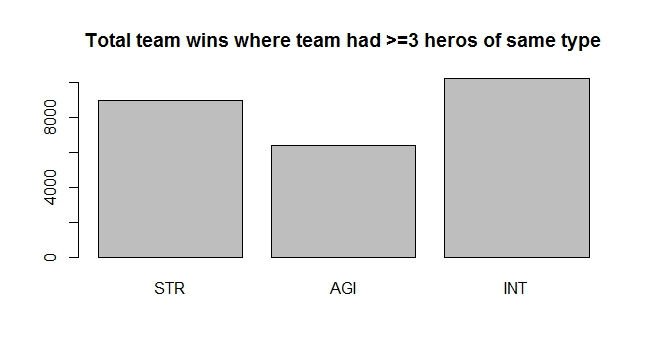 Total team wins where team had >=3 heros of same type
8000
4000
0
STR AGI INT